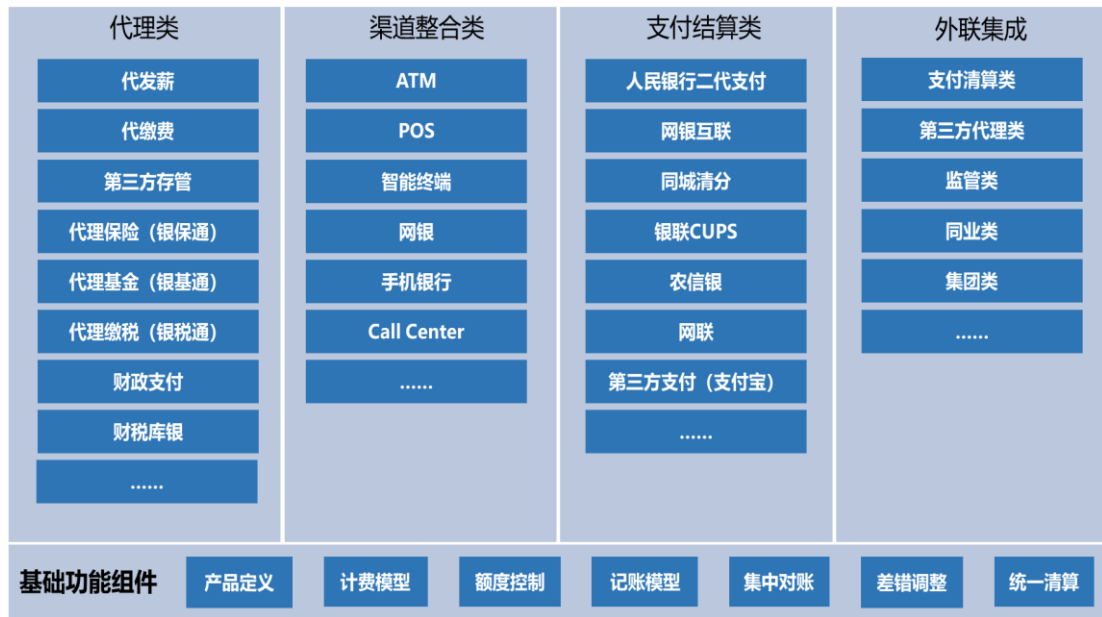 代理类
代发薪
代缴费
第三方存管
代理保险（银保通）
代理基金（银基通）
代理缴税（银税通）
财政支付
财税库银
......
渠道整合类
ATM
POS
智能终端
网银
手机银行
Call Center
......
支付结算类
人民银行二代支付
网银互联
同城清分
银联CUPS
农信银
网联
第三方支付（支付宝）
......
外联集成
支付清算类
第三方代理类
监管类
同业类
集团类
......
基础功能组件
产品定义
计费模型
额度控制
记账模型
集中对账
差错调整
统一清算